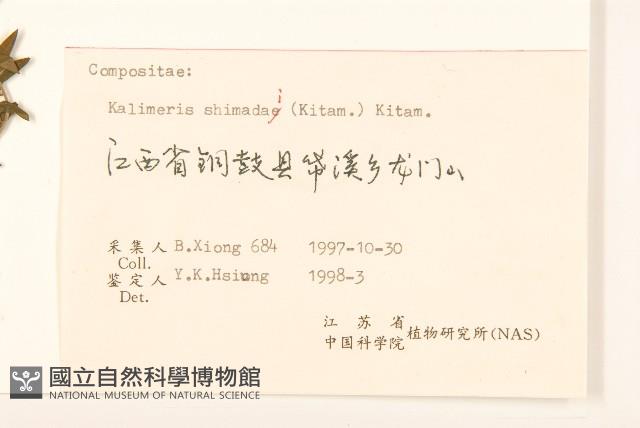 Compositae:
Kalimeris shimadai (Kitam.) Kitam.
江西省铜鼓县带溪乡龙门山
采集人 B.Xiong 684 1997-10-30
Coll.
鉴定人 Y.K.Hsiung 1998-3
Det.
江苏省
中国科学院 植物研究所(NAS)
國立自然科學博物館
NATIONAL MUSEUM OF NATURAL SCIENCE